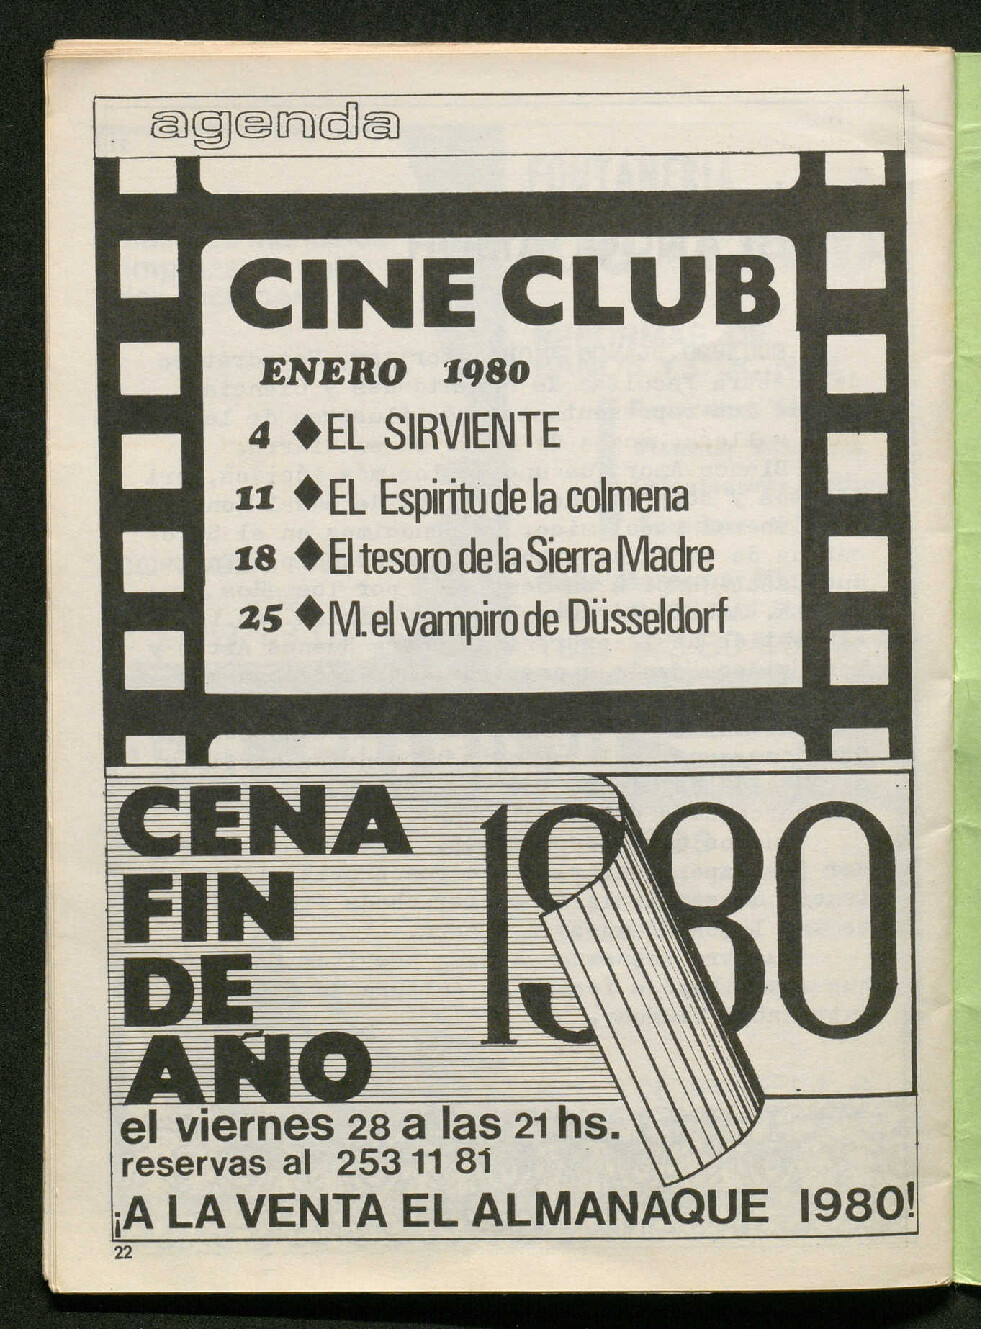 agenda
CINE CLUB
ENERO 1980
4 ♦ EL SIRVIENTE
11 ♦ EL Espiritu de la colmena
18 ♦ El tesoro de la Sierra Madre
25 ♦ M. el vampiro de Düsseldorf
CENA
FIN
DE
AÑO
1980
el viernes 28 a las 21 hs.
reservas al 253 11 81
¡A LA VENTA EL ALMANAQUE 1980!
22